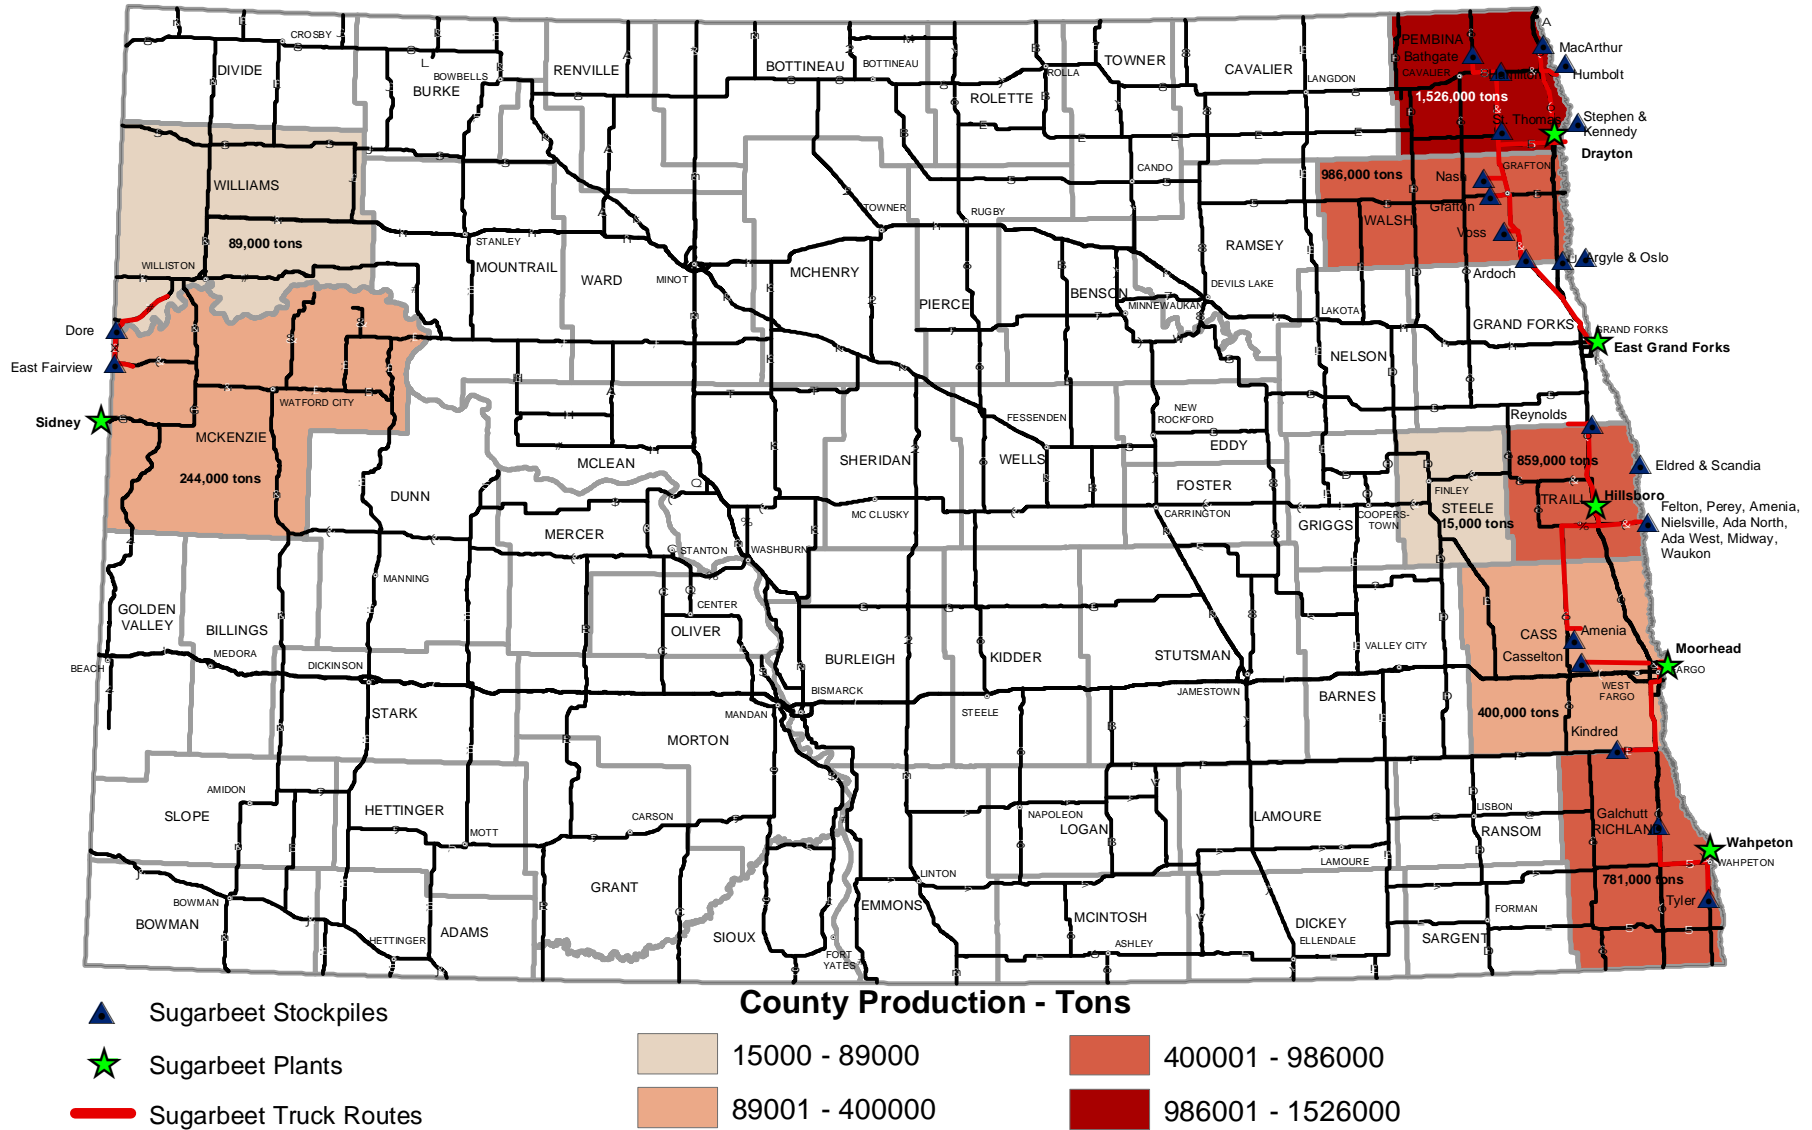 CROSBY
DIVIDE
BOWBELLS
BURKE
RENVILLE
BOTTINEAU
BOTTINEAU
ROLLA
ROLETTE
TOWNER
CAVALIER
LANGDON
PEMBINA
Bathgate
CAVALIER
Hamilton
1,526,000 tons
St. Thomas
MacArthur
Humbolt
Stephen &
Kennedy
Drayton
WILLIAMS
89,000 tons
WILLISTON
STANLEY
MOUNTRAIL
WARD
MINOT
TOWNER
MCHENRY
RUGBY
PIERCE
CANDO
BENSON
MINNEWAUKAN
RAMSEY
DEVILS LAKE
986,000 tons
WALSH
GRAFTON
Nash
Grafton
Voss
Ardoch
Argyle & Oslo
LAKOTA
NELSON
GRAND FORKS
GRAND FORKS
East Grand Forks
Dore
East Fairview
Sidney
WATFORD CITY
MCKENZIE
244,000 tons
DUNN
MCLEAN
SHERIDAN
MC CLUSKY
FESSENDEN
WELLS
NEW
ROCKFORD
EDDY
FOSTER
CARRINGTON
GRIGGS
COOPERS-
TOWN
FINLEY
STEELE
15,000 tons
Reynolds
859,000 tons
TRAILL
Hillsboro
Eldred & Scandia
Felton, Perey, Amenia,
Nielsville, Ada North,
Ada West, Midway,
Waukon
MERCER
STANTON
WASHBURN
MANNING
CENTER
OLIVER
GOLDEN
VALLEY
BEACH
BILLINGS
MEDORA
DICKINSON
STARK
MORTON
MANDAN
BISMARCK
BURLEIGH
KIDDER
STEELE
STUTSMAN
JAMESTOWN
BARNES
VALLEY CITY
CASS
Amenia
Casselton
Moorhead
WEST
FARGO
400,000 tons
Kindred
SLOPE
AMIDON
HETTINGER
MOTT
CARSON
GRANT
BOWMAN
BOWMAN
HETTINGER
ADAMS
SIOUX
FORT
YATES
EMMONS
LINTON
NAPOLEON
LOGAN
MCINTOSH
ASHLEY
LAMOURE
LAMOURE
DICKEY
ELLENDALE
LISBON
RANSOM
FORMAN
SARGENT
Galchutt
Wahpeton
WAHPETON
781,000 tons
Tyler
County Production - Tons
Sugarbeet Stockpiles
Sugarbeet Plants
Sugarbeet Truck Routes
15000 - 89000
89001 - 400000
400001 - 986000
986001 - 1526000